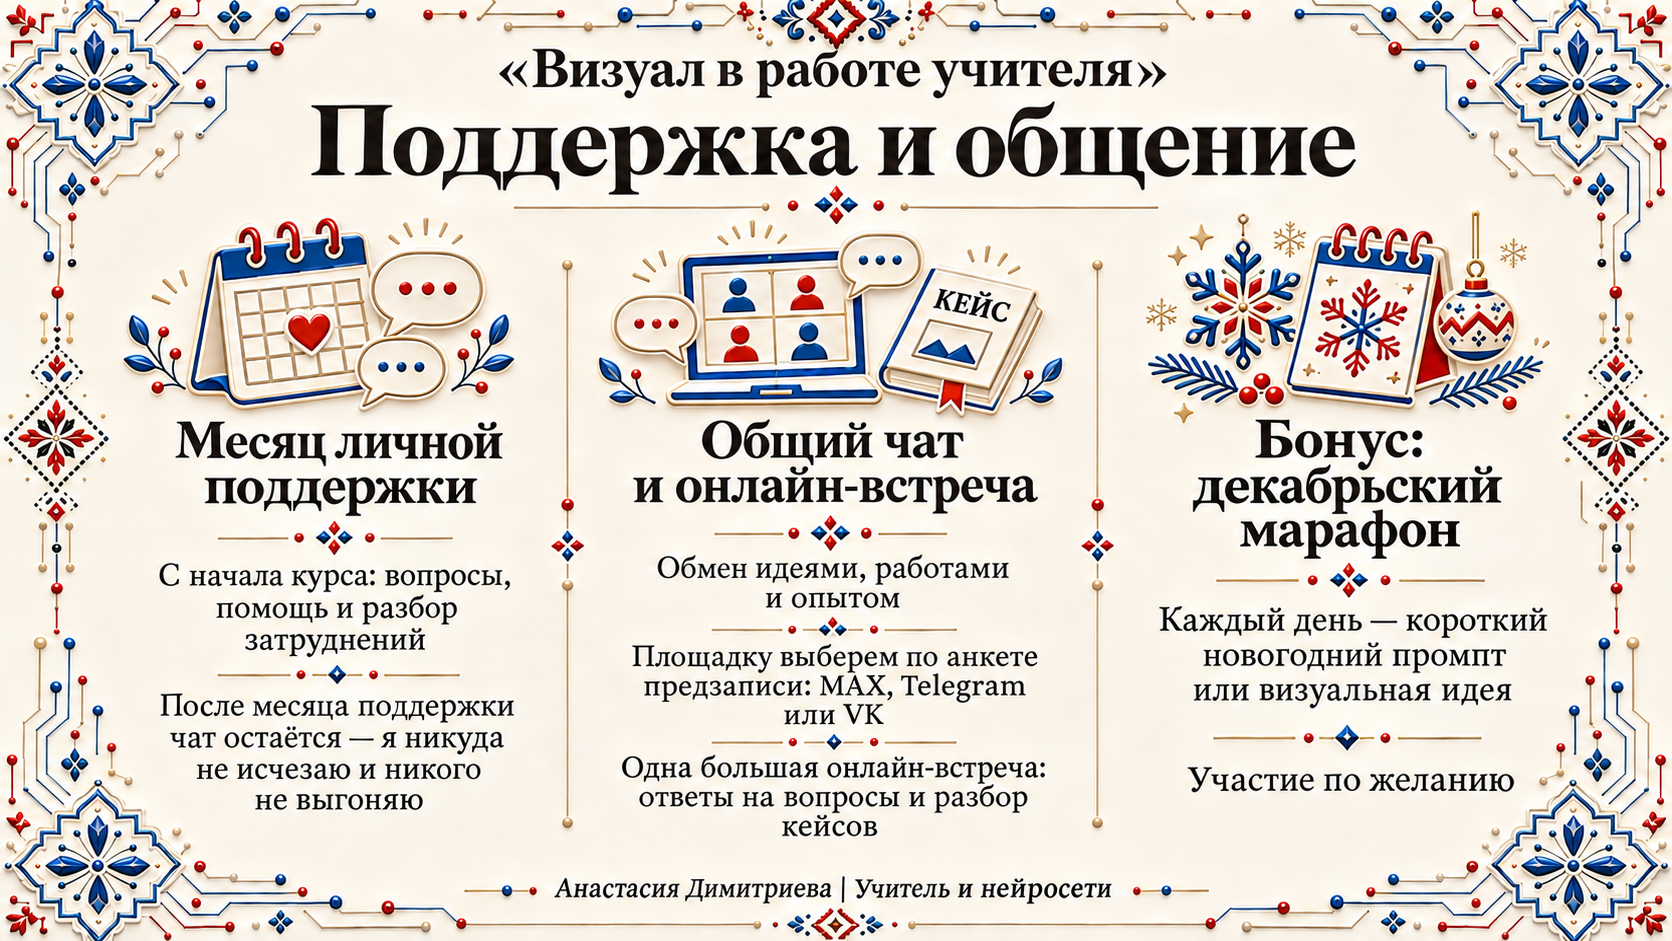 «Визуал в работе учителя»
Поддержка и общение
Месяц личной
поддержки
С начала курса: вопросы,
помощь и разбор
затруднений
После месяца поддержки
чат остаётся — я никуда
не исчезаю и никого
не выгоняю
КЕЙС
Общий чат
и онлайн-встреча
Обмен идеями, работами
и опытом
Площадку выберем по анкете
предзаписи: MAX, Telegram
или VK
Одна большая онлайн-встреча:
ответы на вопросы и разбор
кейсов
Бонус:
декабрьский
марафон
Каждый день — короткий
новогодний промпт
или визуальная идея
Участие по желанию
Анастасия Димитриева | Учитель и нейросети